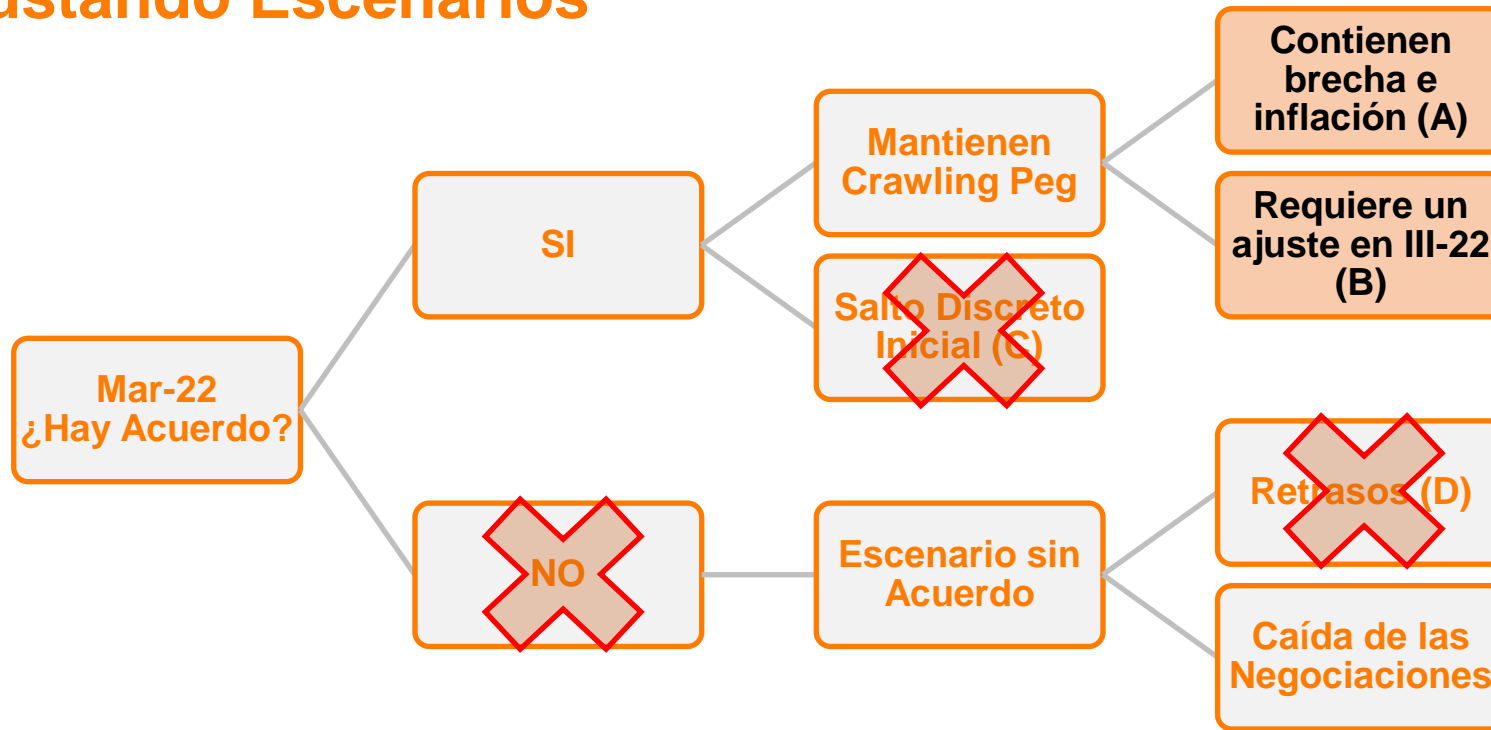 ustando Escenarios
Contienen
brecha e
inflación (A)
Mantienen
Crawling Peg
Requiere un
ajuste en III-22
(B)
SI
Salto Discreto
Inicial (C)
Mar-22
¿Hay Acuerdo?
Retrasos (D)
NO
Escenario sin
Acuerdo
Caída de las
Negociaciones